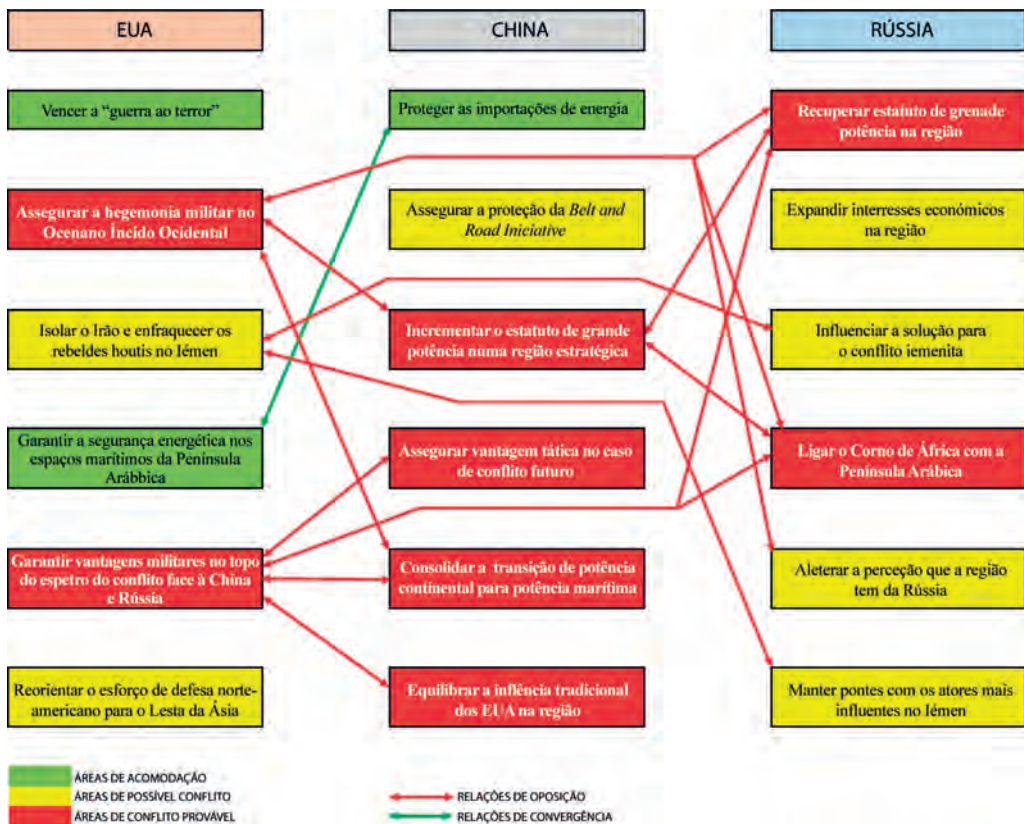 EUA
CHINA
RÚSSIA
Vencer a “guerra ao terror”
Proteger as importações de energia
Recuperar estatuto de grenade
potência na região
Assegurar a hegemonia militar no
Ocenano Íncido Ocidental
Assegurar a proteção da Belt and
Road Iniciative
Expandir interresses económicos
na região
Isolar o Irão e enfraquecer os
rebeldes houtis no Iémen
Incrementar o estatuto de grande
potência numa região estratégica
Influenciar a solução para
o conflito iemenita
Garantir a segurança energética nos
espaços marítimos da Península
Arábbica
Assegurar vantagem tática no caso
de conflito futuro
Ligar o Corno de África com a
Península Arábica
Garantir vantagens militares no topo
do espetro do conflito face à China
e Rússia
Consolidar a transição de potência
continental para potência marítima
Aleterar a perceção que a região
tem da Rússia
Reorientar o esforço de defesa norte-
americano para o Lesta da Ásia
Equilibrar a inflência tradicional
dos EUA na região
Manter pontes com os atores mais
influentes no Iémen
ÁREAS DE ACOMODAÇÃO
ÁREAS DE POSSÍVEL CONFLITO
ÁREAS DE CONFLITO PROVÁVEL
RELAÇÕES DE OPOSIÇÃO
RELAÇÕES DE CONVERGÊNCIA